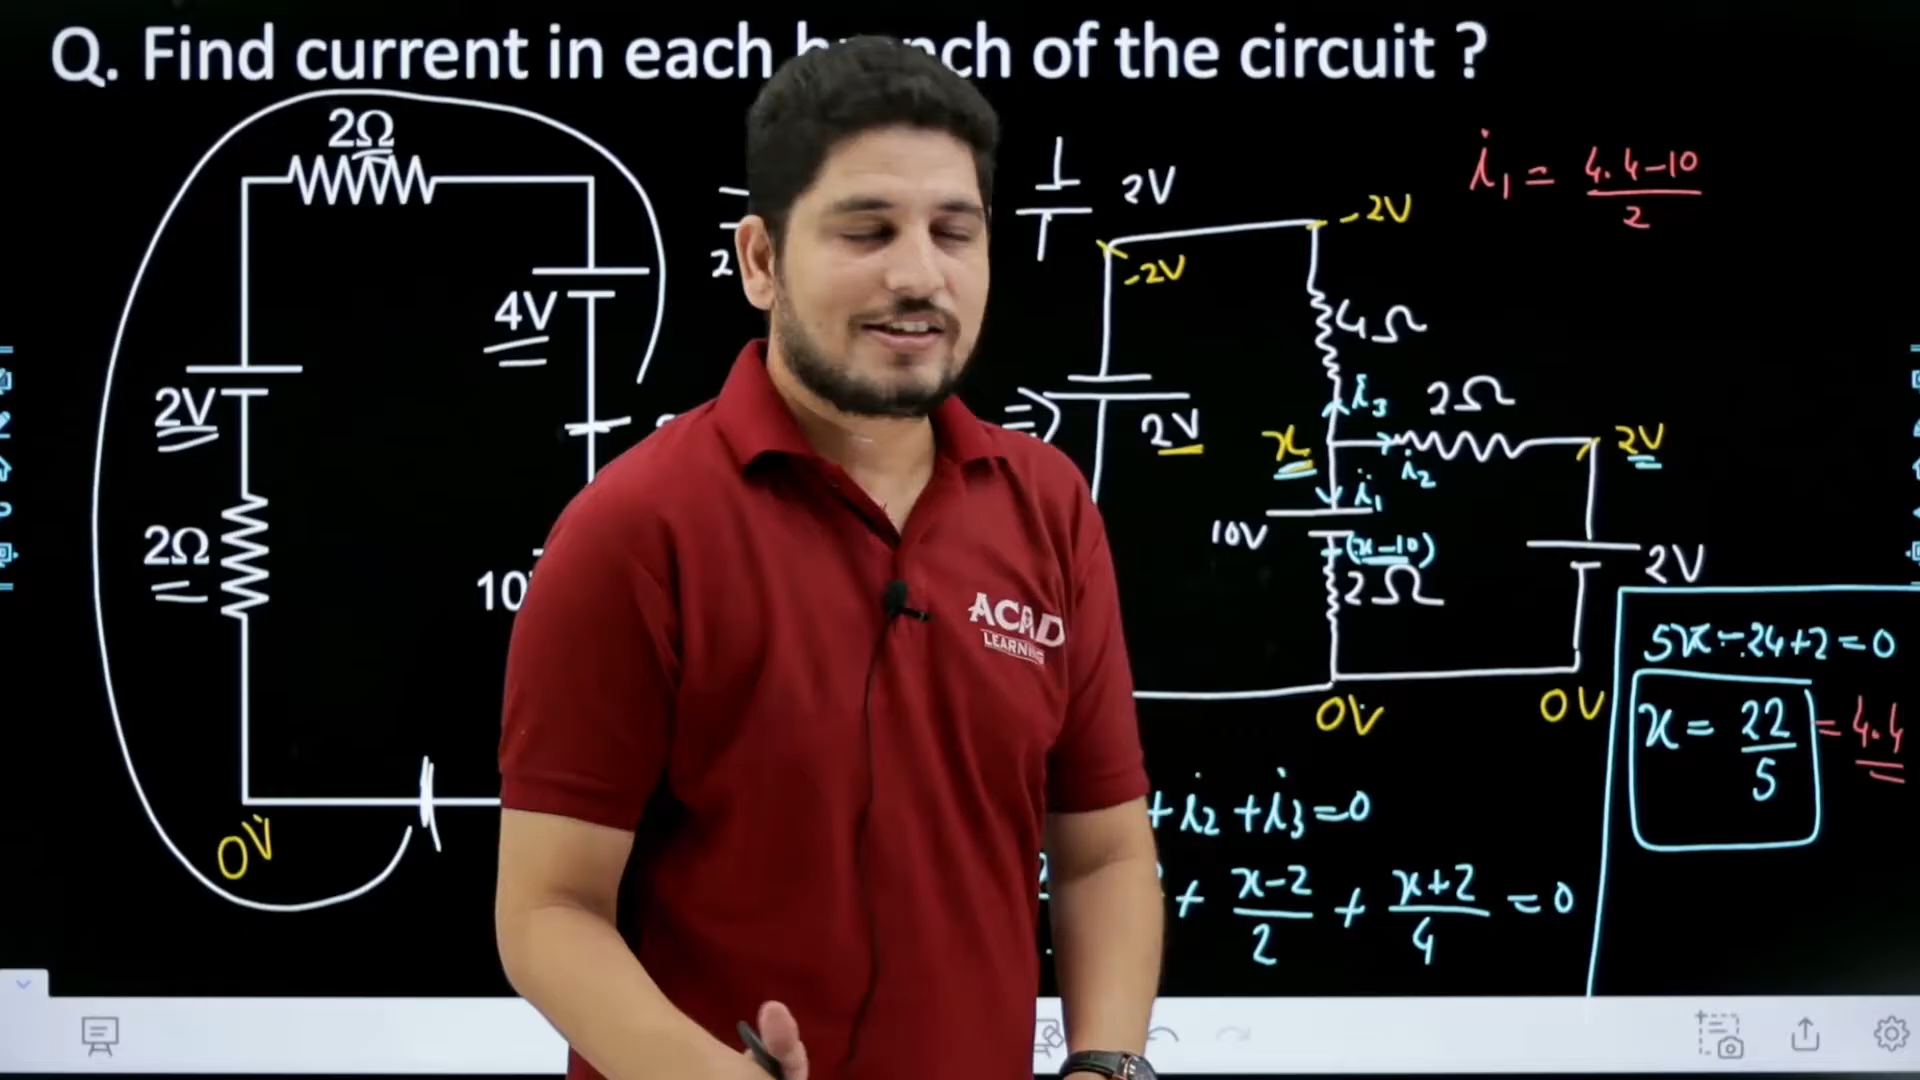 Q. Find current in each of the circuit ?
2Ω
4V
2V
2Ω
10
0V
2
2V
-2V
-2V
2V
4Ω
i3
2Ω
x
i2
2V
i1
10V
(x-10)
2Ω
2V
0V
0V
i1 = 4.4-10 / 2
5x-24+2=0
x = 22/5 = 4.4
+ i2 + i3 = 0
+ x-2 / 2 + x+2 / 4 = 0
ACAD
LEARNING